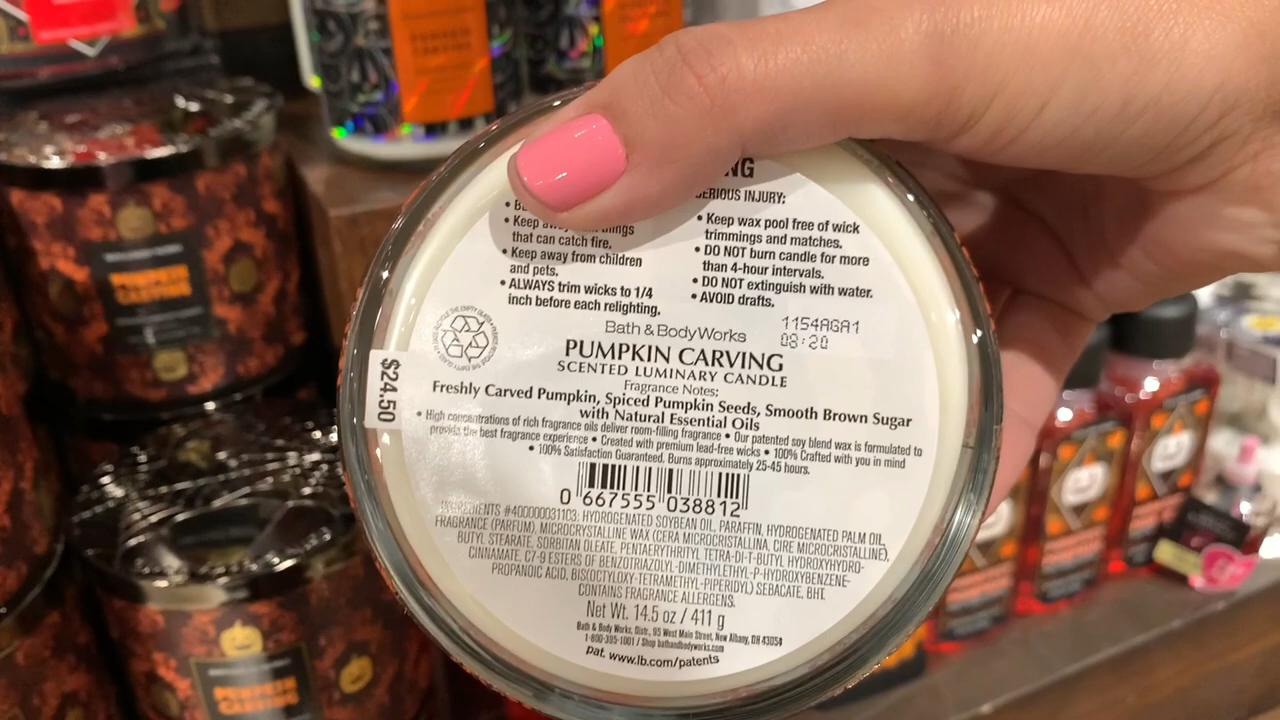 PUMPKIN
CARVING
NG
SERIOUS INJURY:
• Keep
that can catch fire.
• Keep away from children
and pets.
• ALWAYS trim wicks to 1/4
inch before each relighting.
• Keep wax pool free of wick
trimmings and matches.
• DO NOT burn candle for more
than 4-hour intervals.
• DO NOT extinguish with water.
• AVOID drafts.
1154AGA1
08:20
Bath & Body Works
PUMPKIN CARVING
SCENTED LUMINARY CANDLE
Fragrance Notes:
Freshly Carved Pumpkin, Spiced Pumpkin Seeds, Smooth Brown Sugar
with Natural Essential Oils
• High concentrations of rich fragrance oils deliver room-filling fragrance • Our patented soy blend wax is formulated to
provide the best fragrance experience • Created with premium lead-free wicks • 100% Crafted with you in mind
• 100% Satisfaction Guaranteed. Burns approximately 25-45 hours.
$24.50
0 667555 038812
INGREDIENTS #400000031103: HYDROGENATED SOYBEAN OIL, PARAFFIN, HYDROGENATED PALM OIL,
FRAGRANCE (PARFUM), MICROCRYSTALLINE WAX (CERA MICROCRISTALLINA, CIRE MICROCRISTALLINE),
BUTYL STEARATE, SORBITAN OLEATE, PENTAERYTHRITYL TETRA-DI-T-BUTYL HYDROXYHYDRO-
CINNAMATE, C7-9 ESTERS OF BENZOTRIAZOLYL-DIMETHYLETHYL-P-HYDROXYBENZENE-
PROPANOIC ACID, BIS(OCTYLOXY-TETRAMETHYL-PIPERIDYL) SEBACATE, BHT.
CONTAINS FRAGRANCE ALLERGENS.
Net Wt. 14.5 oz / 411 g
Bath & Body Works, Distr., 95 West Main Street, New Albany, OH 43054
1-800-395-1001 / Shop bathandbodyworks.com
pat. www.lb.com/patents
PUMPKIN
CARVING
PUMPKIN
CARVING